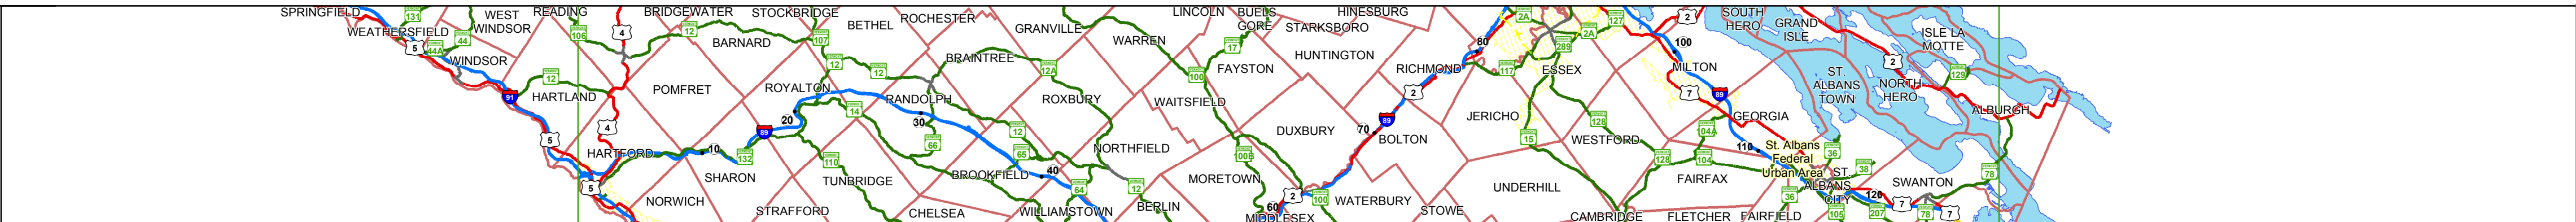 SPRINGFIELD
WEATHERSFIELD
5
131
44A
44
WEST
WINDSOR
WINDSOR
READING
106
12
91
HARTLAND
5
4
4
HARTFORD
5
BRIDGEWATER
12
BARNARD
POMFRET
10
132
SHARON
NORWICH
STOCKBRIDGE
107
12
ROYALTON
20
89
14
110
TUNBRIDGE
STRAFFORD
BETHEL
12
ROCHESTER
RANDOLPH
30
66
BROOKFIELD
CHELSEA
BRAINTREE
GRANVILLE
12A
ROXBURY
12
65
40
64
WILLIAMSTOWN
12
BERLIN
NORTHFIELD
WARREN
LINCOLN
BUELS
GORE
17
100
FAYSTON
WAITSFIELD
100B
MORETOWN
60
MIDDLESEX
2
100
STARKSBORO
HINESBURG
HUNTINGTON
DUXBURY
70
89
BOLTON
2
RICHMOND
80
WATERBURY
STOWE
2A
117
289
2A
127
ESSEX
JERICHO
15
UNDERHILL
128
WESTFORD
CAMBRIDGE
2
100
MILTON
7
89
GEORGIA
104A
128
104
FAIRFAX
FLETCHER
110
St. Albans
Federal
Urban Area
FAIRFIELD
SOUTH
HERO
GRAND
ISLE
ST.
ALBANS
TOWN
36
38
ST.
ALBANS
CITY
36
105
120
207
7
78
7
SWANTON
2
NORTH
HERO
ISLE LA
MOTTE
129
ALBURGH
78